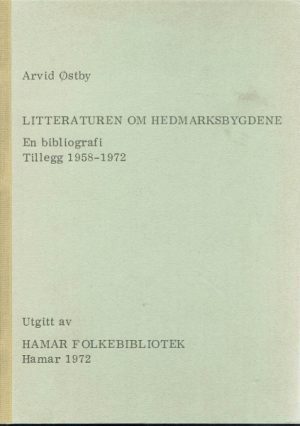 Arvid Østby
LITTERATUREN OM HEDMARKSBYGDENE
En bibliografi
Tillegg 1958-1972
Utgitt av
HAMAR FOLKEBIBLIOTEK
Hamar 1972